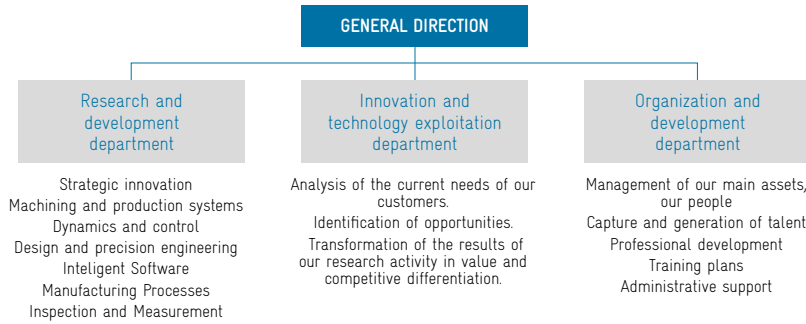 GENERAL DIRECTION
Research and
development
department
Strategic innovation
Machining and production systems
Dynamics and control
Design and precision engineering
Inteligent Software
Manufacturing Processes
Inspection and Measurement
Innovation and
technology exploitation
department
Analysis of the current needs of our
customers.
Identification of opportunities.
Transformation of the results of
our research activity in value and
competitive differentiation.
Organization and
development
department
Management of our main assets,
our people
Capture and generation of talent
Professional development
Training plans
Administrative support